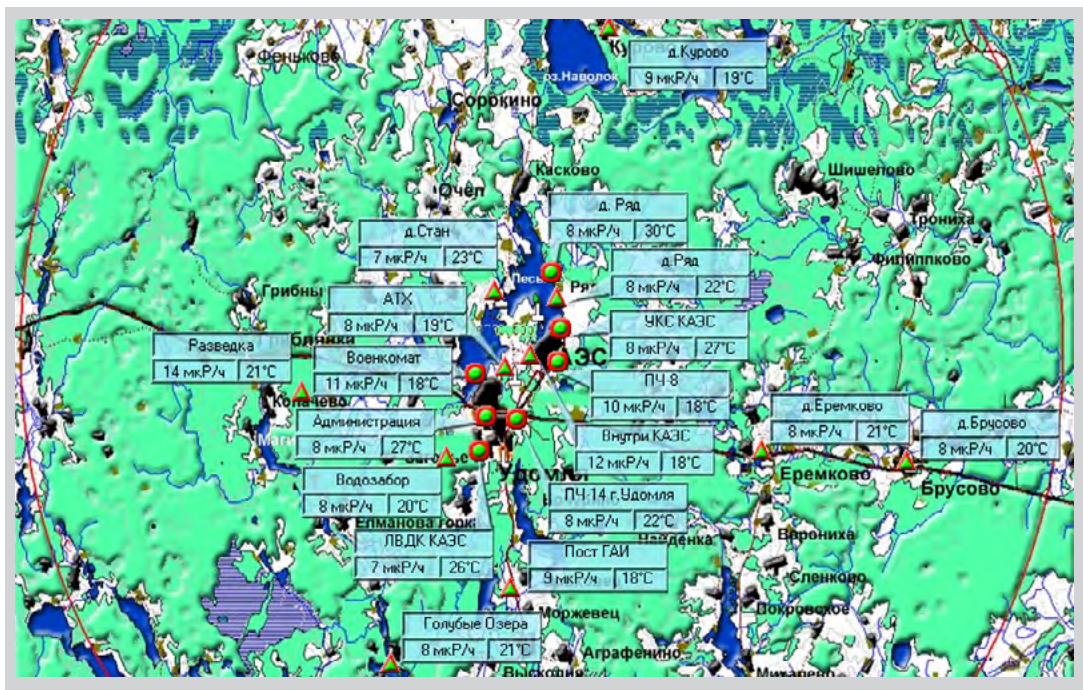 Феньково
д.Курово
9 мкР/ч 19°C
оз.Наволок
Сорокино
Касково
Шишелово
Очеп
д. Ряд
8 мкР/ч 30°C
Трониха
д.Стан
7 мкР/ч 23°C
Филиппково
д.Ряд
8 мкР/ч 22°C
Грибны
АТХ
8 мкР/ч 19°C
УКС КАЭС
8 мкР/ч 27°C
Разведка
14 мкР/ч 21°C
Военкомат
11 мкР/ч 18°C
АЭС
ПЧ-8
10 мкР/ч 18°C
Копачево
Администрация
8 мкР/ч 27°C
д.Еремково
8 мкР/ч 21°C
д.Брусово
8 мкР/ч 20°C
Внутри КАЭС
12 мкР/ч 18°C
Водозабор
8 мкР/ч 20°C
Еремково
Брусово
ПЧ-14 г.Удомля
8 мкР/ч 22°C
ЛВДК КАЭС
7 мкР/ч 26°C
Ворониха
Пост ГАИ
9 мкР/ч 18°C
Сленково
Моржевец
Покровское
Голубые Озера
8 мкР/ч 21°C
Аграфенино